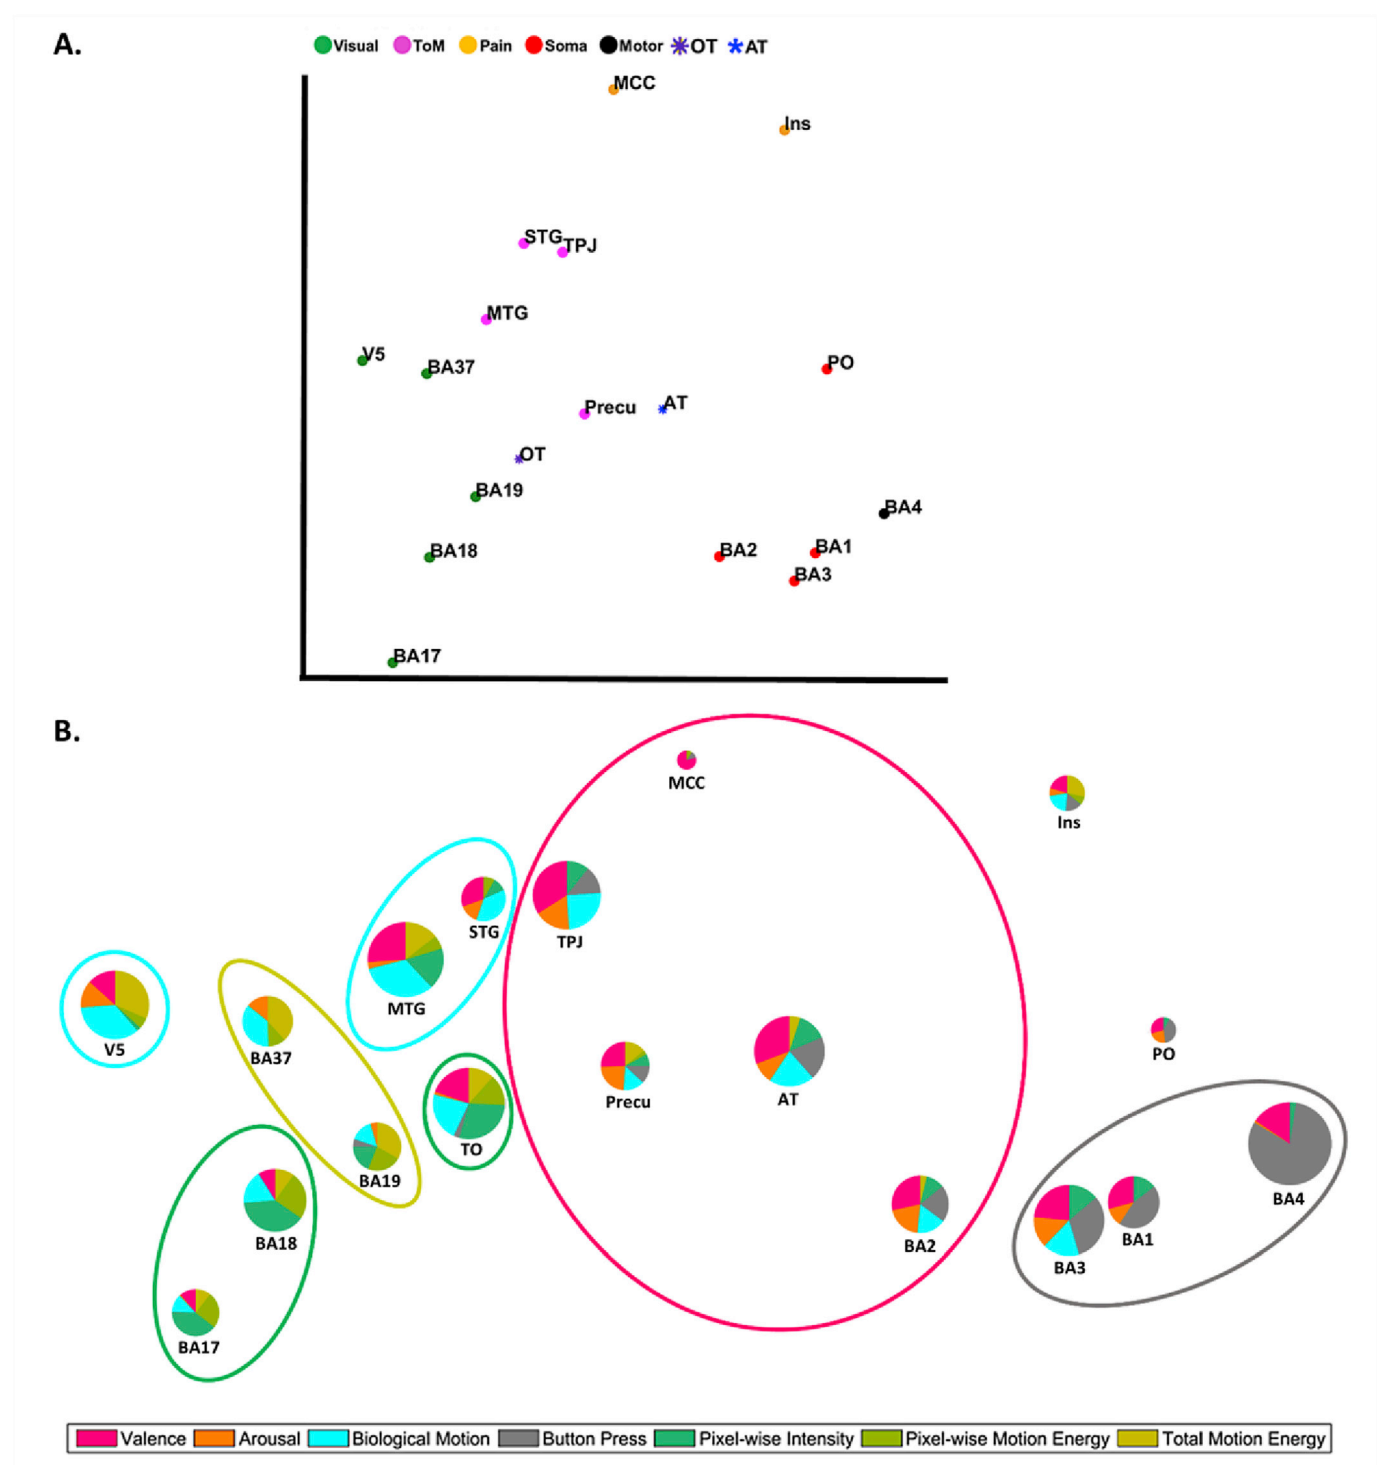 A.
Visual ToM Pain Soma Motor OT AT
MCC
Ins
STG
TPJ
MTG
V5
BA37
PO
Precu
AT
OT
BA19
BA4
BA18
BA2
BA1
BA3
BA17
B.
MCC
Ins
STG
TPJ
MTG
V5
BA37
PO
Precu
AT
TO
BA19
BA4
BA18
BA2
BA1
BA3
BA17
Valence Arousal Biological Motion Button Press Pixel-wise Intensity Pixel-wise Motion Energy Total Motion Energy